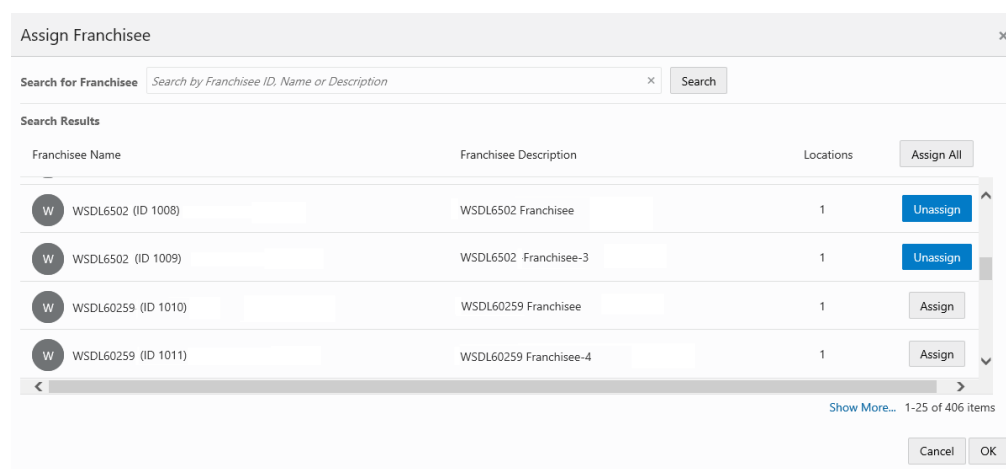 Assign Franchisee ×
Search for Franchisee Search by Franchisee ID, Name or Description × Search
Search Results
Franchisee Name Franchisee Description Locations Assign All
W WSDL6502 (ID 1008) WSDL6502 Franchisee 1 Unassign
W WSDL6502 (ID 1009) WSDL6502 Franchisee-3 1 Unassign
W WSDL60259 (ID 1010) WSDL60259 Franchisee 1 Assign
W WSDL60259 (ID 1011) WSDL60259 Franchisee-4 1 Assign
Show More... 1-25 of 406 items
Cancel OK